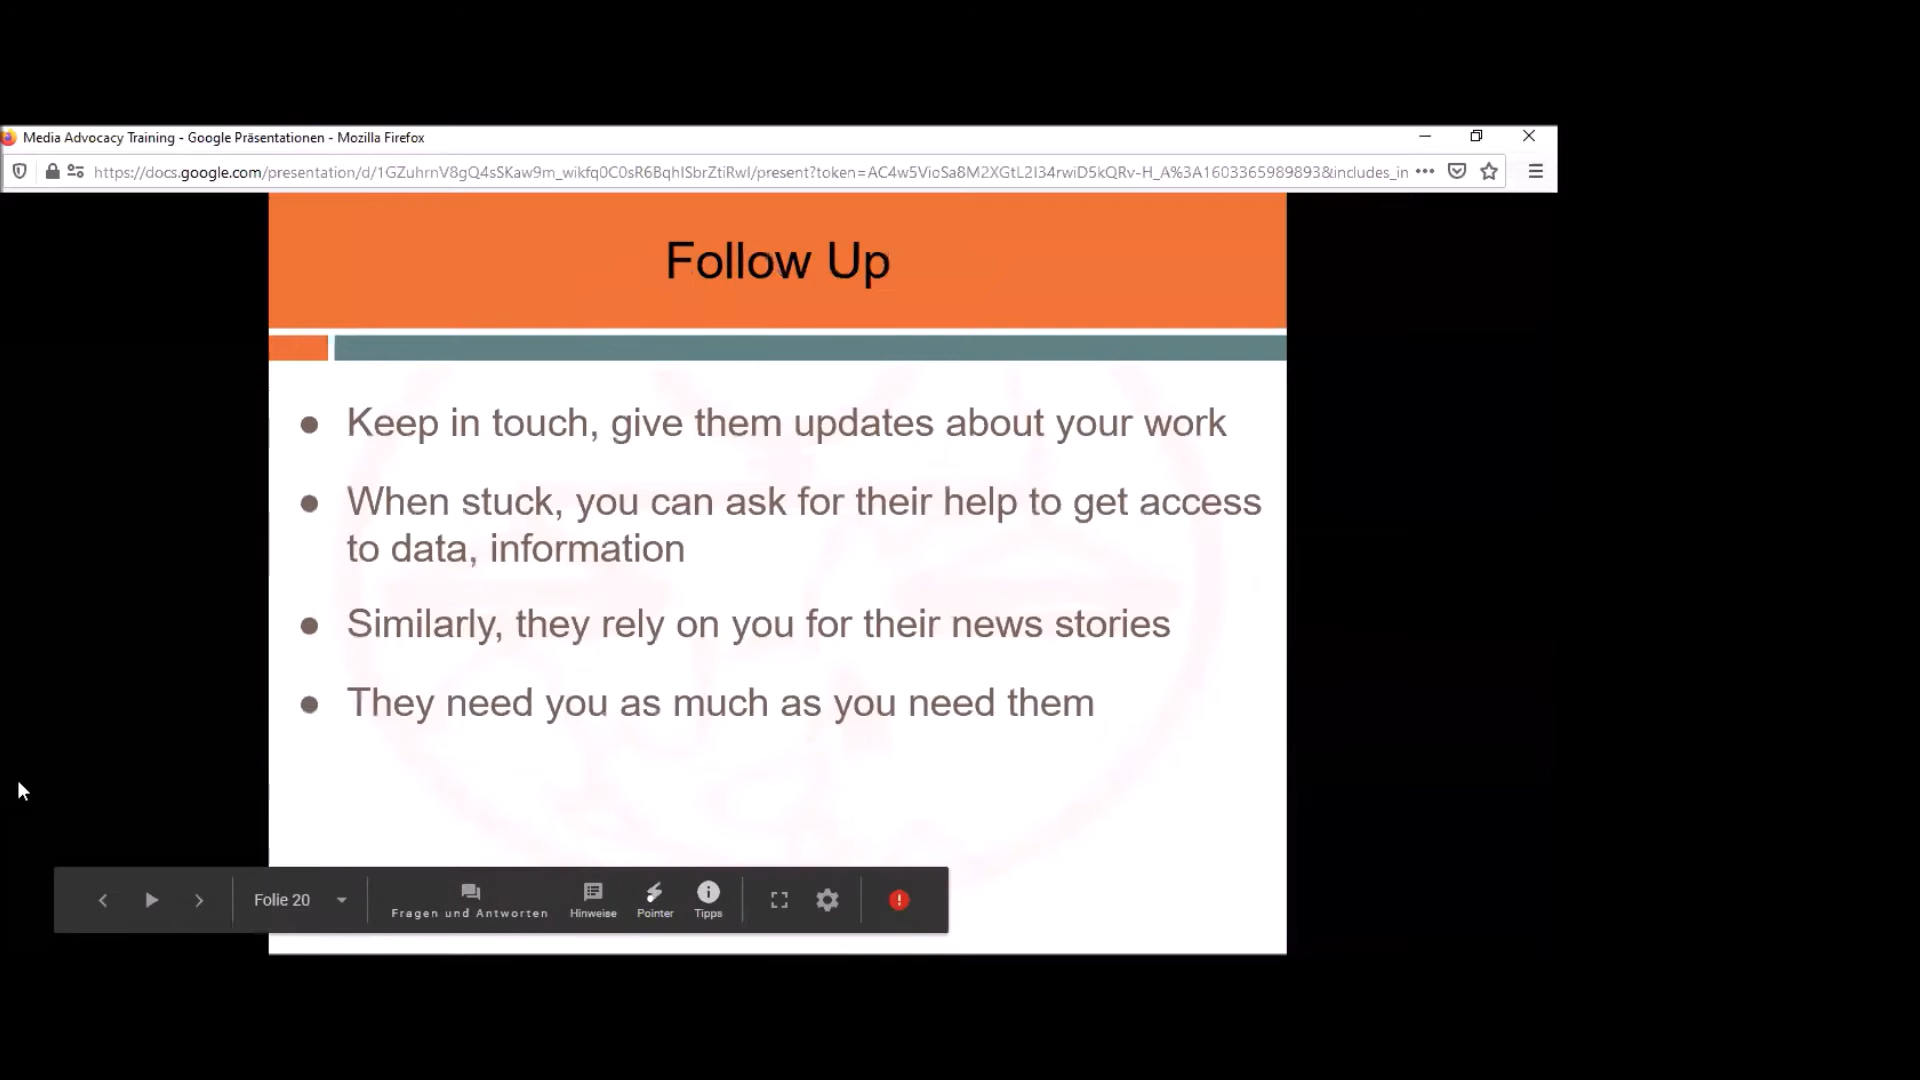 Media Advocacy Training - Google Präsentationen - Mozilla Firefox
https://docs.google.com/presentation/d/1GZuhrnV8gQ4sSKaw9m_wikfq0C0sR6BqhISbrZtiRwI/present?token=AC4w5VioSa8M2XGtL2I34rwiD5kQRv-H_A%3A1603365989893&includes_in
Follow Up
● Keep in touch, give them updates about your work
● When stuck, you can ask for their help to get access
to data, information
● Similarly, they rely on you for their news stories
● They need you as much as you need them
Folie 20
Fragen und Antworten
Hinweise
Pointer
Tipps